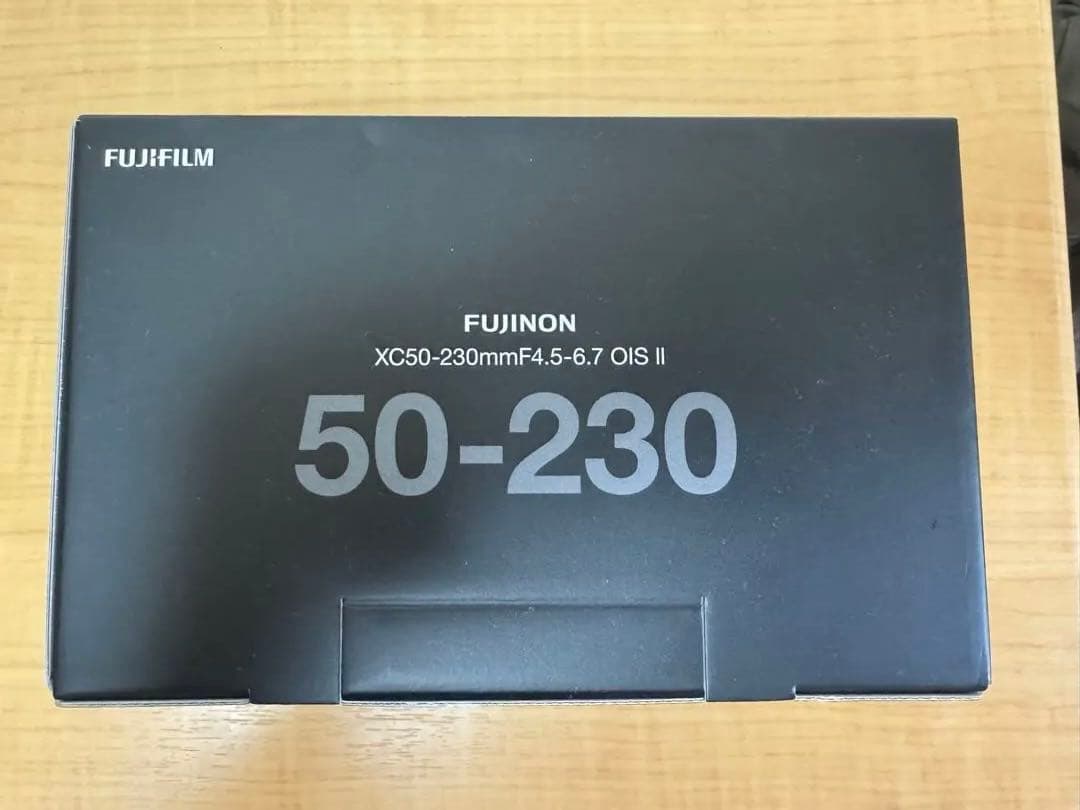 FUJIFILM
FUJINON
XC50-230mmF4.5-6.7 OIS II
50-230